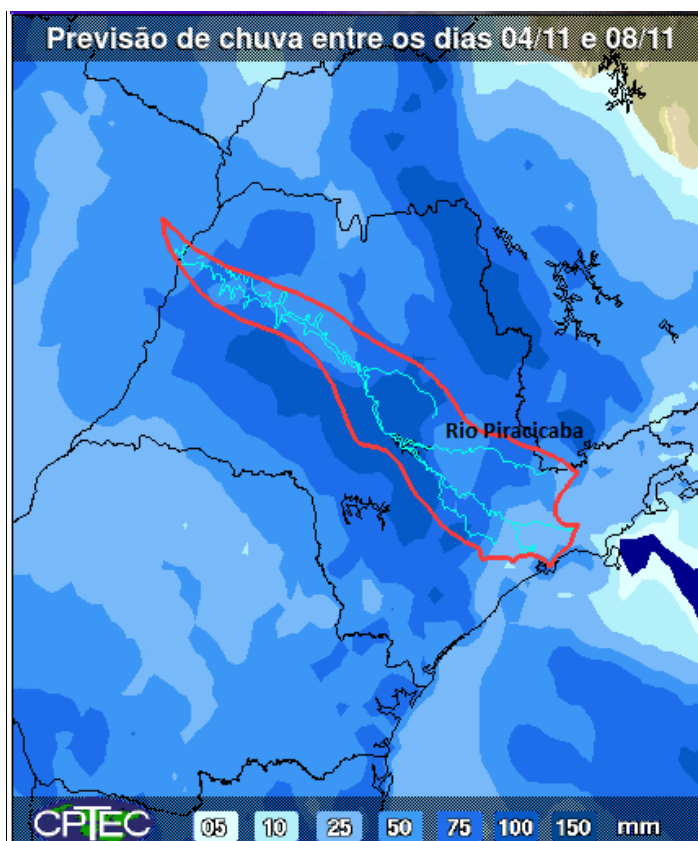 Previsão de chuva entre os dias 04/11 e 08/11
Rio Piracicaba
CPTEC 05 10 25 50 75 100 150 mm